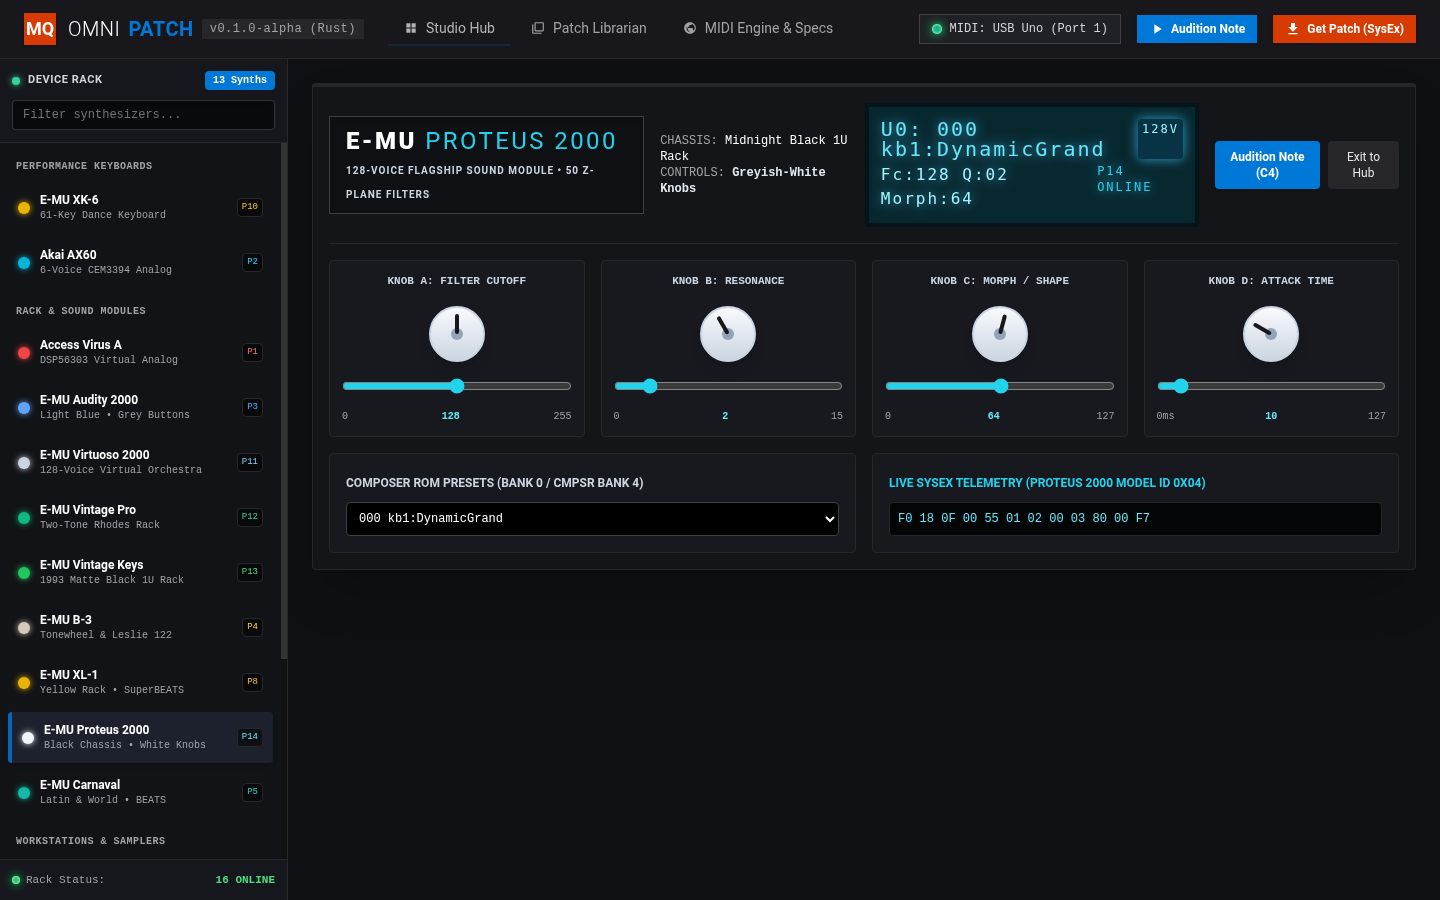 MQ OMNI PATCH v0.1.0-alpha (Rust) Studio Hub Patch Librarian MIDI Engine & Specs MIDI: USB Uno (Port 1) Audition Note Get Patch (SysEx)
DEVICE RACK 13 Synths
Filter synthesizers...
PERFORMANCE KEYBOARDS
E-MU XK-6
61-Key Dance Keyboard
P10
Akai AX60
6-Voice CEM3394 Analog
P2
RACK & SOUND MODULES
Access Virus A
DSP56303 Virtual Analog
P1
E-MU Audity 2000
Light Blue • Grey Buttons
P3
E-MU Virtuoso 2000
128-Voice Virtual Orchestra
P11
E-MU Vintage Pro
Two-Tone Rhodes Rack
P12
E-MU Vintage Keys
1993 Matte Black 1U Rack
P13
E-MU B-3
Tonewheel & Leslie 122
P4
E-MU XL-1
Yellow Rack • SuperBEATS
P8
E-MU Proteus 2000
Black Chassis • White Knobs
P14
E-MU Carnaval
Latin & World • BEATS
P5
WORKSTATIONS & SAMPLERS
Rack Status: 16 ONLINE
E-MU PROTEUS 2000
128-VOICE FLAGSHIP SOUND MODULE • 50 Z-
PLANE FILTERS
CHASSIS: Midnight Black 1U
Rack
CONTROLS: Greyish-White
Knobs
U0: 000
kb1:DynamicGrand
Fc:128 Q:02
Morph:64
128V
P14
ONLINE
Audition Note
(C4)
Exit to
Hub
KNOB A: FILTER CUTOFF
0 128 255
KNOB B: RESONANCE
0 2 15
KNOB C: MORPH / SHAPE
0 64 127
KNOB D: ATTACK TIME
0ms 10 127
COMPOSER ROM PRESETS (BANK 0 / CMPSR BANK 4)
000 kb1:DynamicGrand
LIVE SYSEX TELEMETRY (PROTEUS 2000 MODEL ID 0X04)
F0 18 0F 00 55 01 02 00 03 80 00 F7